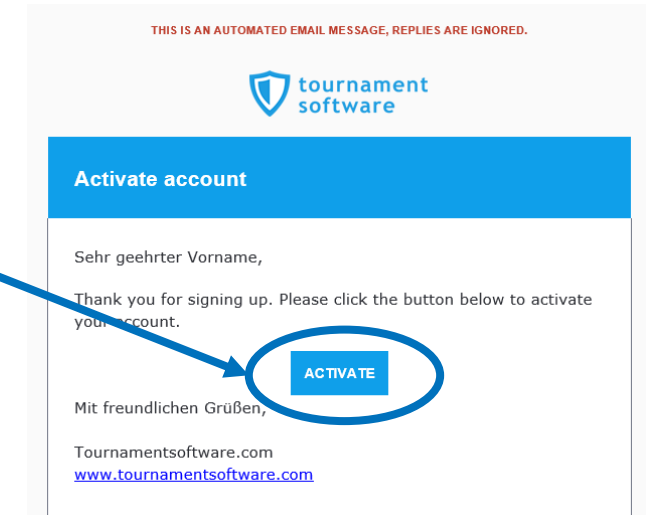 THIS IS AN AUTOMATED EMAIL MESSAGE, REPLIES ARE IGNORED.
tournament
software
Activate account
Sehr geehrter Vorname,
Thank you for signing up. Please click the button below to activate
your account.
ACTIVATE
Mit freundlichen Grüßen,
Tournamentsoftware.com
www.tournamentsoftware.com